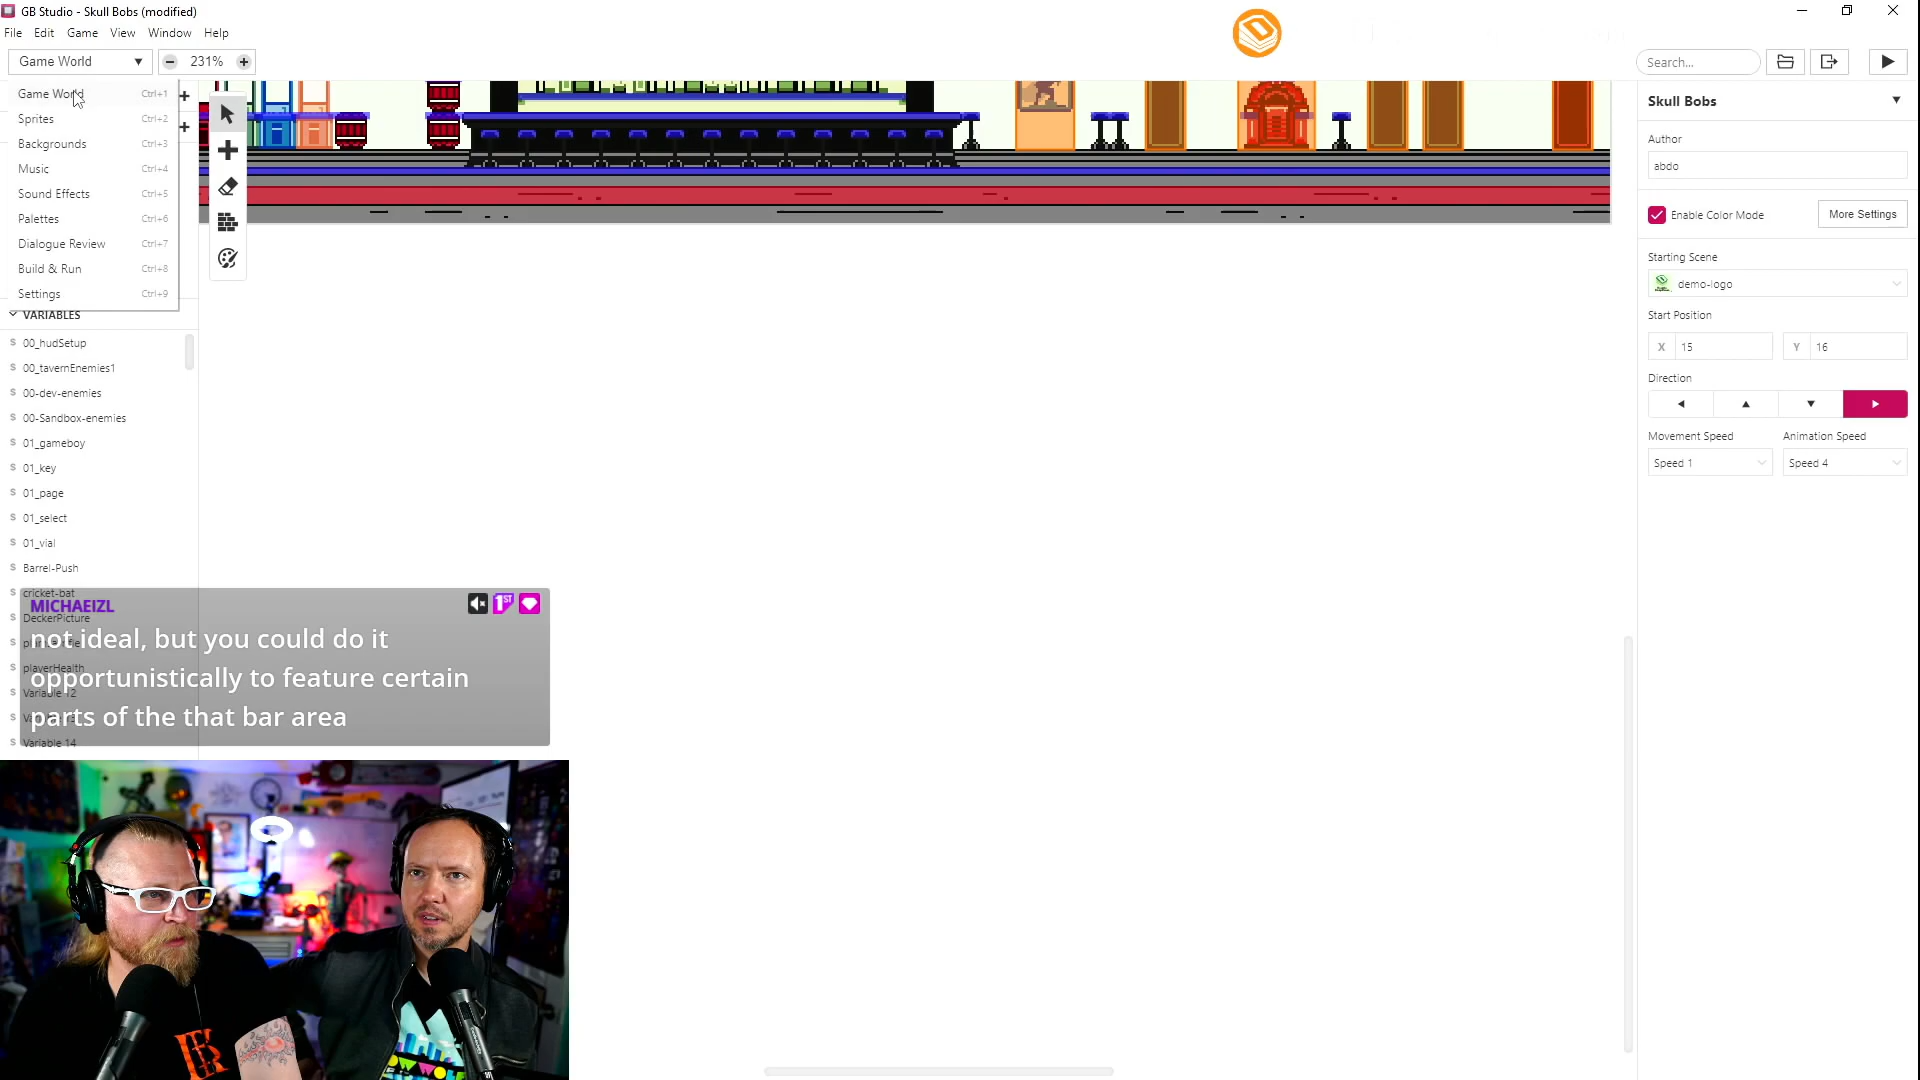 GB Studio - Skull Bobs (modified)
File Edit Game View Window Help
Game World 231% Search...
Game World Ctrl+1
Sprites Ctrl+2
Backgrounds Ctrl+3
Music Ctrl+4
Sound Effects Ctrl+5
Palettes Ctrl+6
Dialogue Review Ctrl+7
Build & Run Ctrl+8
Settings Ctrl+9
VARIABLES
$ 00_hudSetup
$ 00_tavernEnemies1
$ 00-dev-enemies
$ 00-Sandbox-enemies
$ 01_gameboy
$ 01_key
$ 01_page
$ 01_select
$ 01_vial
$ Barrel-Push
$ cricket-bat
$ DeckerPicture
$ playerHealth
$ Variable 12
$ Variable 14
MICHAEIZL
1ST
not ideal, but you could do it
opportunistically to feature certain
parts of the that bar area
Skull Bobs
Author
abdo
Enable Color Mode More Settings
Starting Scene
demo-logo
Start Position
X 15 Y 16
Direction
Movement Speed Animation Speed
Speed 1 Speed 4